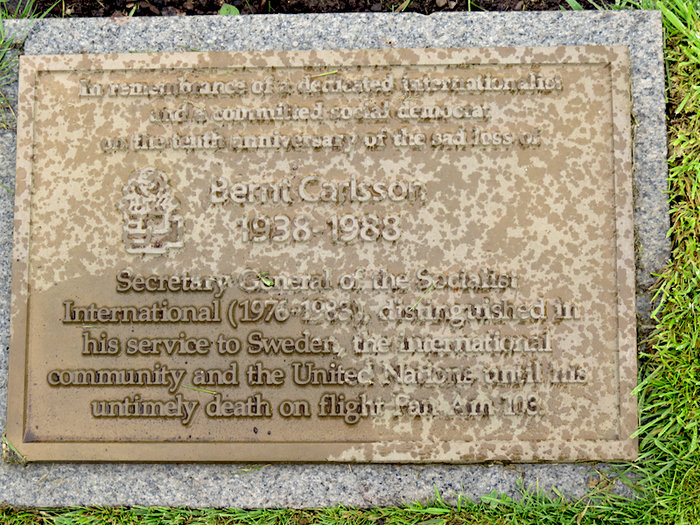 In remembrance of a dedicated internationalist
and a committed social democrat
on the tenth anniversary of the sad loss of
Bernt Carlsson
1938-1988
Secretary General of the Socialist
International (1976-1983), distinguished in
his service to Sweden, the international
community and the United Nations until his
untimely death on flight Pan Am 103.